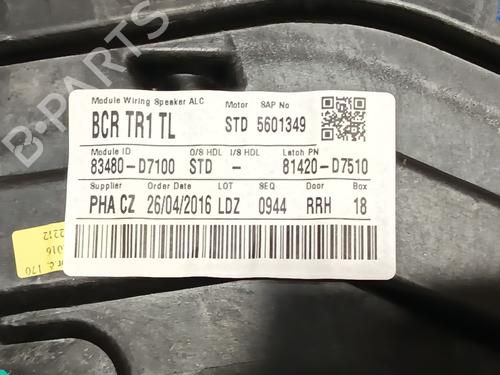 B-PARTS
Module Wiring Speaker ALC Motor SAP No
BCR TR1 TL STD 5601349
Module ID O/S HDL I/S HDL Latch PN
83480-D7100 STD - 81420-D7510
Supplier Order Date LOT SEQ Door Box
PHA CZ 26/04/2016 LDZ 0944 RRH 18
2212